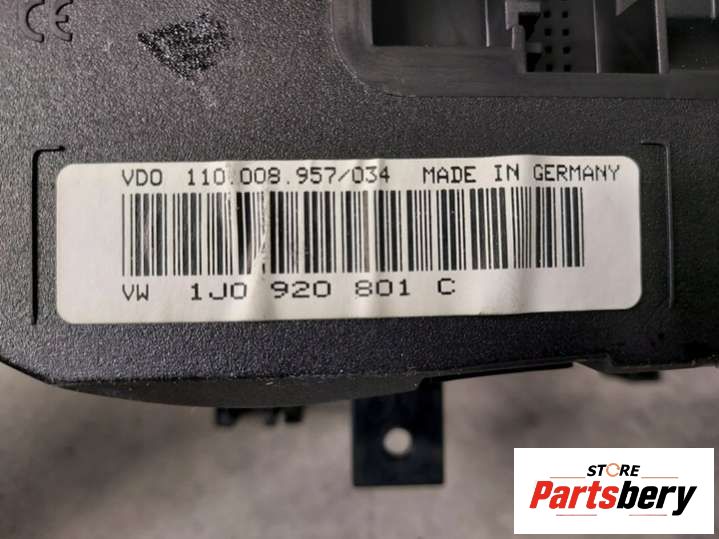 CE
VDO 110.008.957/034 MADE IN GERMANY
VW 1J0 920 801 C
STORE
Partsbery